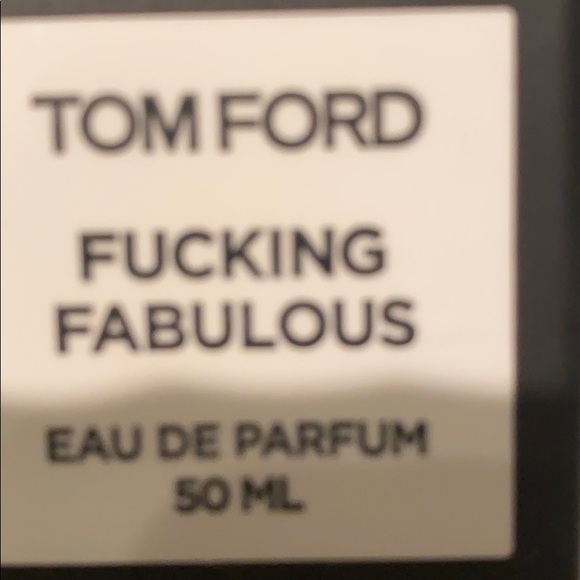 TOM FORD
FUCKING
FABULOUS
EAU DE PARFUM
50 ML